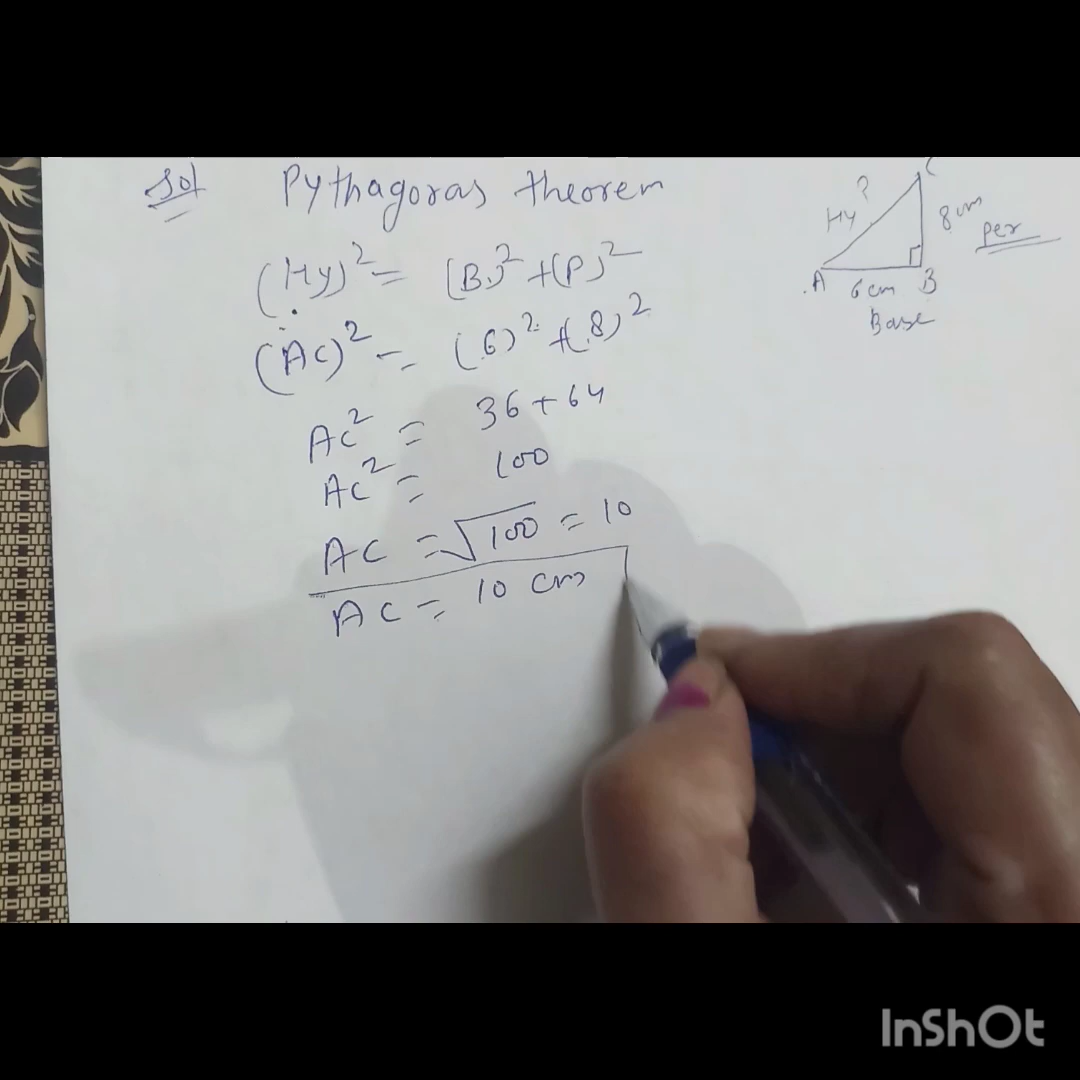 Sol Pythagoras theorem
(Hy)² = (B)² + (P)²
(AC)² = (6)² + (8)²
AC² = 36 + 64
AC² = 100
AC = √100 = 10
AC = 10 cm
C
Hy ?
8 cm
Per
A 6 cm B
Base
InShOt